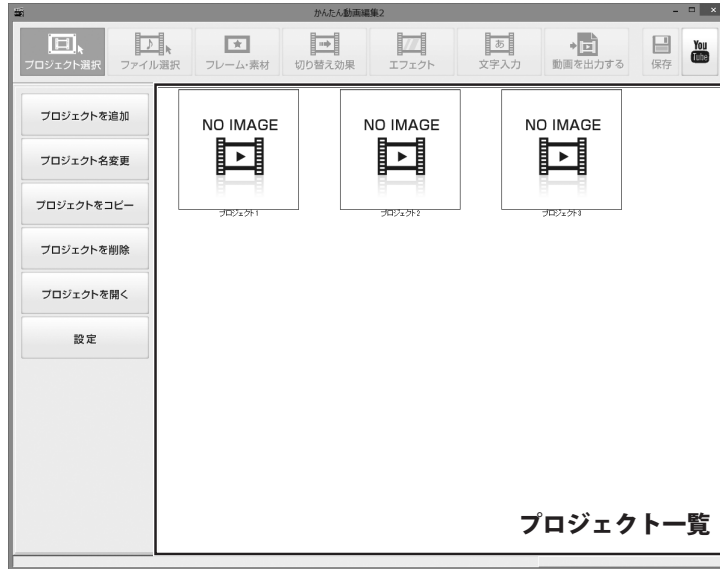 かんたん動画編集2
プロジェクト選択
ファイル選択
フレーム・素材
切り替え効果
エフェクト
あ
文字入力
動画を出力する
保存
You
Tube
プロジェクトを追加
プロジェクト名変更
プロジェクトをコピー
プロジェクトを削除
プロジェクトを開く
設定
NO IMAGE
プロジェクト1
NO IMAGE
プロジェクト2
NO IMAGE
プロジェクト3
プロジェクト一覧